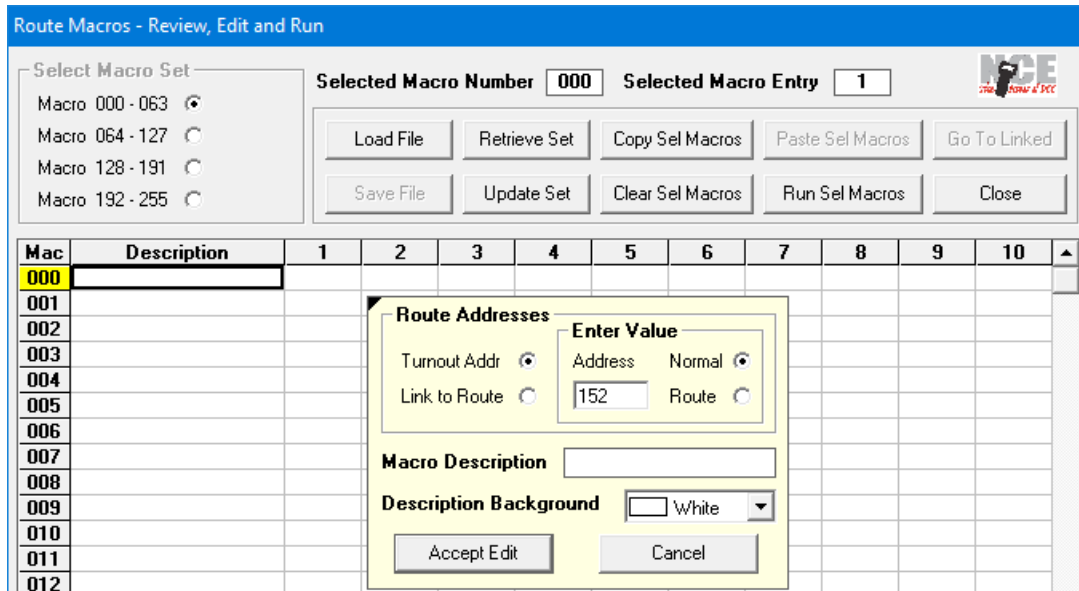 Route Macros - Review, Edit and Run
Select Macro Set
Macro 000 - 063
Macro 064 - 127
Macro 128 - 191
Macro 192 - 255
Selected Macro Number 000 Selected Macro Entry 1
NCE
Load File Retrieve Set Copy Sel Macros Paste Sel Macros Go To Linked
Save File Update Set Clear Sel Macros Run Sel Macros Close
Mac Description 1 2 3 4 5 6 7 8 9 10
000
001
002
003
004
005
006
007
008
009
010
011
012
Route Addresses
Turnout Addr
Link to Route
Enter Value
Address Normal
152 Route
Macro Description
Description Background White
Accept Edit Cancel